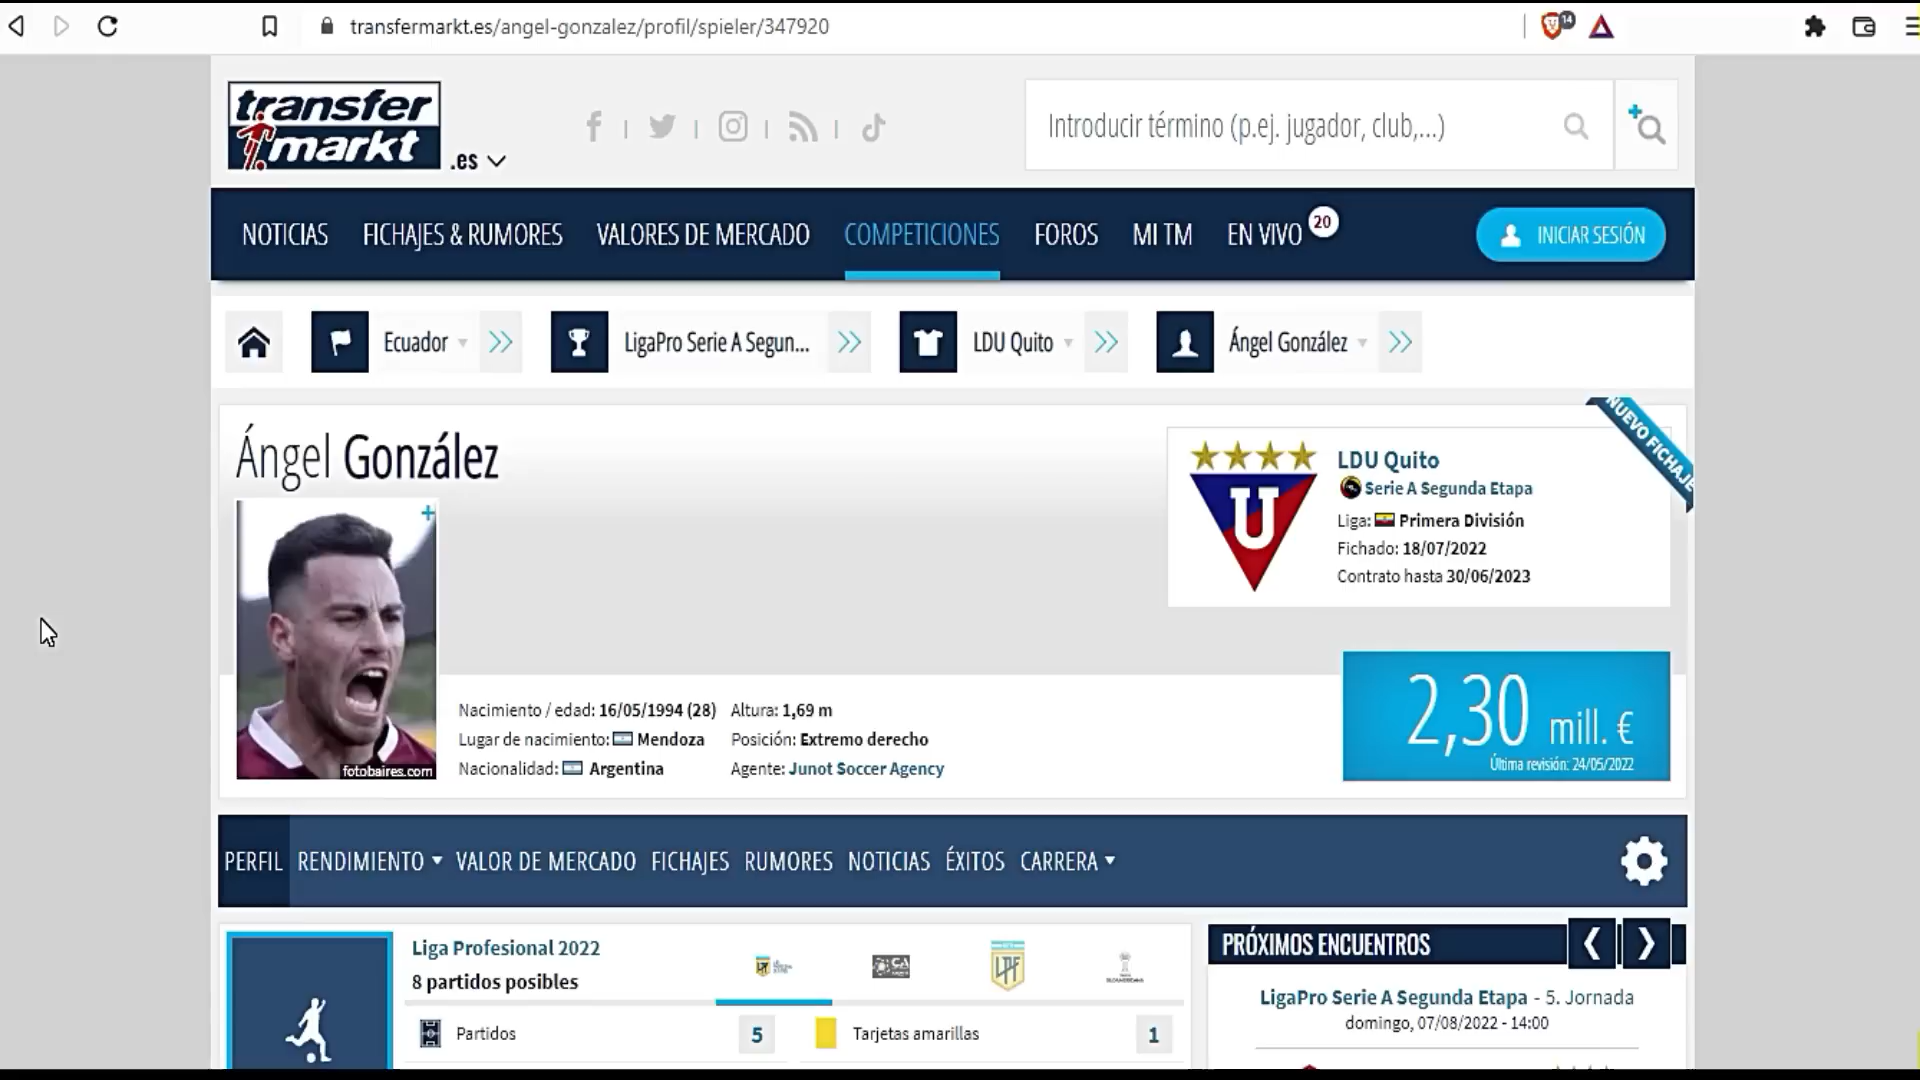 transfermarkt.es/angel-gonzalez/profil/spieler/347920
14
transfer
markt
.es
Introducir término (p.ej. jugador, club,...)
NOTICIAS FICHAJES & RUMORES VALORES DE MERCADO COMPETICIONES FOROS MI TM EN VIVO 20 INICIAR SESIÓN
Ecuador LigaPro Serie A Segun... LDU Quito Ángel González
Ángel González
NUEVO FICHAJE
U
LDU Quito
Serie A Segunda Etapa
Liga: Primera División
Fichado: 18/07/2022
Contrato hasta 30/06/2023
fotobaires.com
Nacimiento / edad: 16/05/1994 (28) Altura: 1,69 m
Lugar de nacimiento: Mendoza Posición: Extremo derecho
Nacionalidad: Argentina Agente: Junot Soccer Agency
2,30 mill. €
Última revisión: 24/05/2022
PERFIL RENDIMIENTO VALOR DE MERCADO FICHAJES RUMORES NOTICIAS ÉXITOS CARRERA
Liga Profesional 2022
8 partidos posibles
LPF
Partidos 5 Tarjetas amarillas 1
PRÓXIMOS ENCUENTROS
LigaPro Serie A Segunda Etapa - 5. Jornada
domingo, 07/08/2022 - 14:00